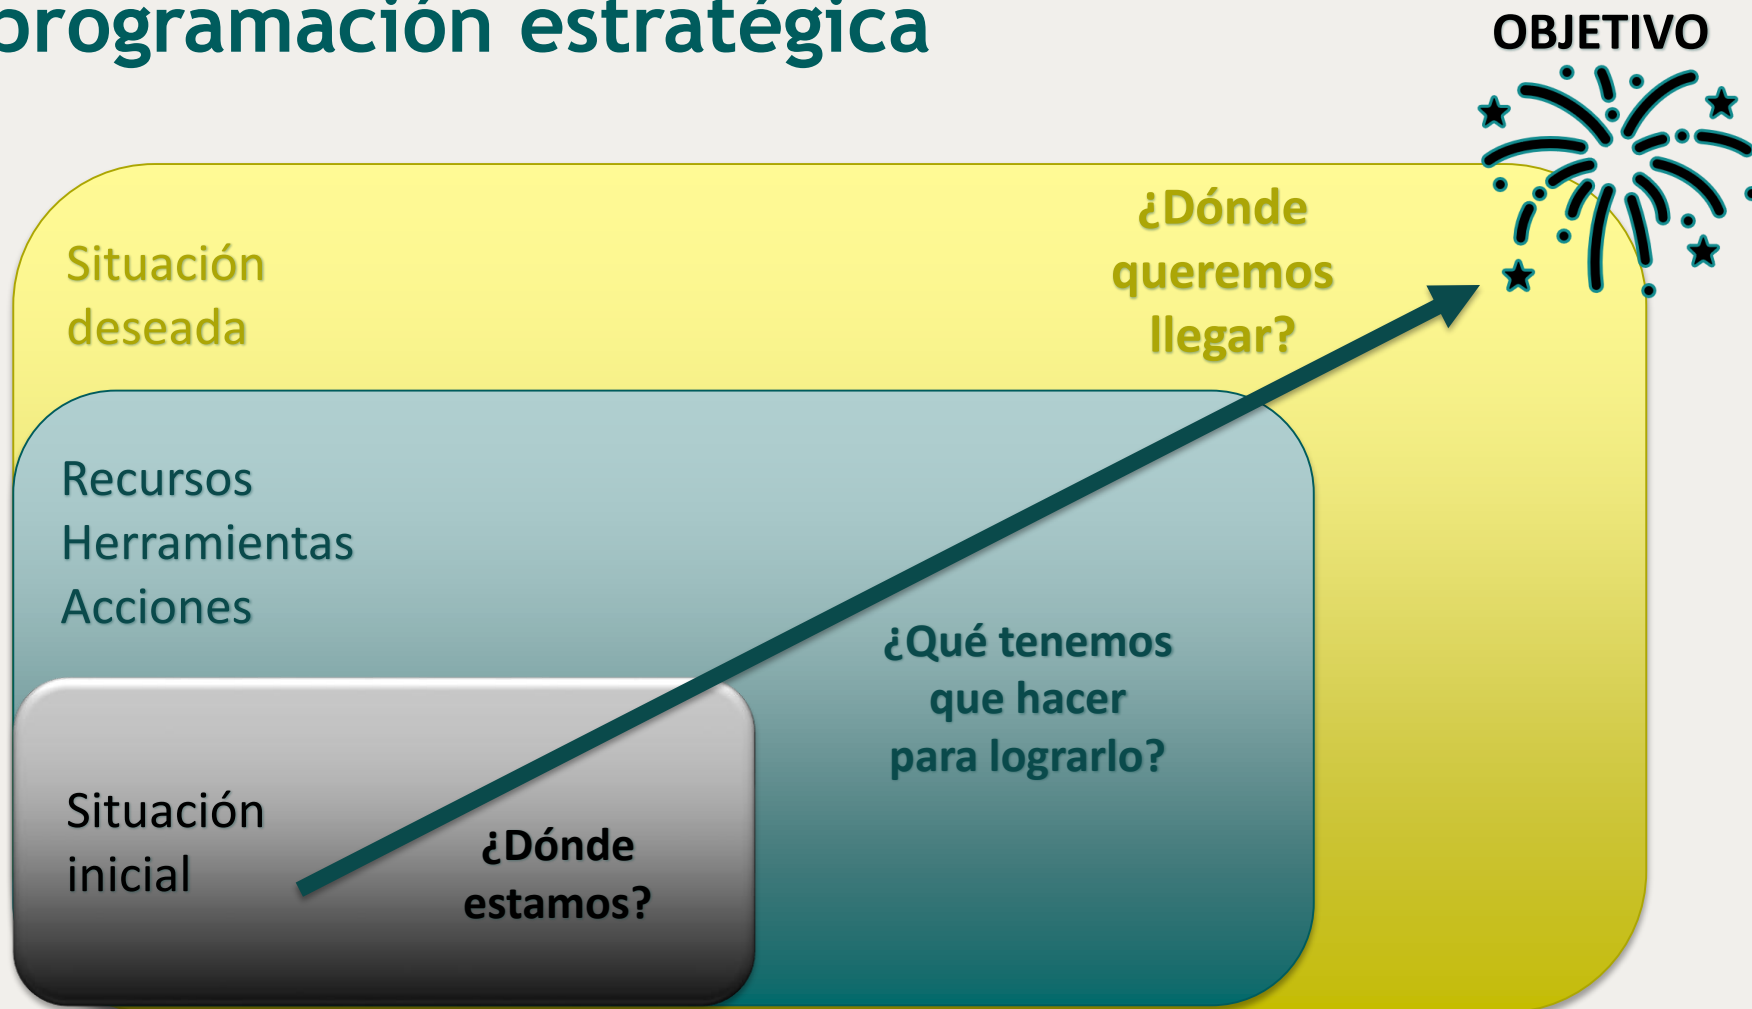 programación estratégica
OBJETIVO
¿Dónde
queremos
llegar?
Situación
deseada
Recursos
Herramientas
Acciones
¿Qué tenemos
que hacer
para lograrlo?
Situación
inicial
¿Dónde
estamos?